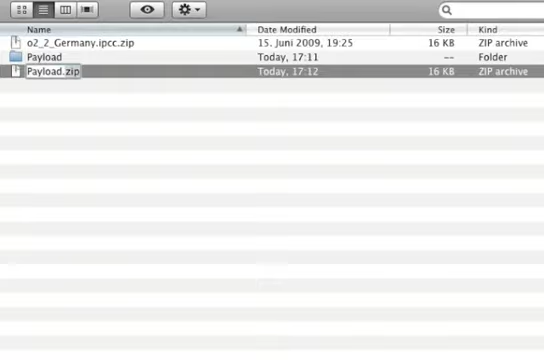 Name Date Modified Size Kind
o2_2_Germany.ipcc.zip 15. Juni 2009, 19:25 16 KB ZIP archive
Payload Today, 17:11 -- Folder
Payload.zip Today, 17:12 16 KB ZIP archive